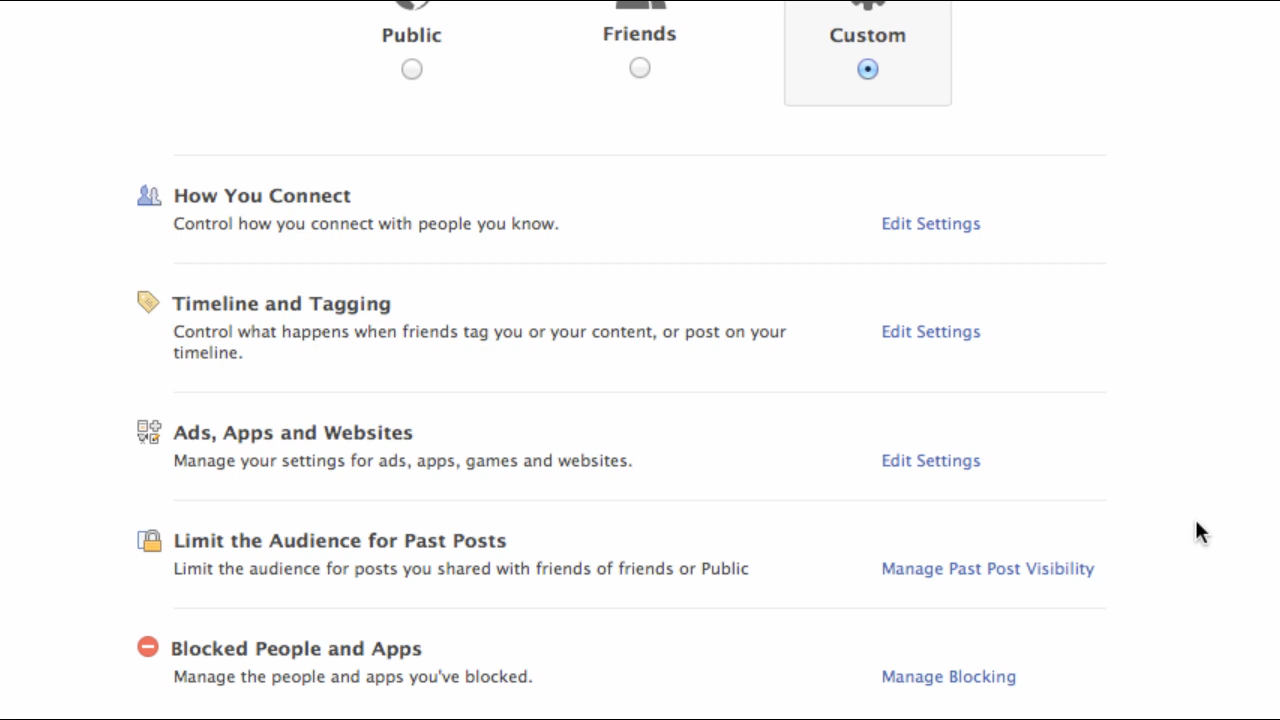 Public
Friends
Custom
How You Connect
Control how you connect with people you know.
Edit Settings
Timeline and Tagging
Control what happens when friends tag you or your content, or post on your
timeline.
Edit Settings
Ads, Apps and Websites
Manage your settings for ads, apps, games and websites.
Edit Settings
Limit the Audience for Past Posts
Limit the audience for posts you shared with friends of friends or Public
Manage Past Post Visibility
Blocked People and Apps
Manage the people and apps you've blocked.
Manage Blocking